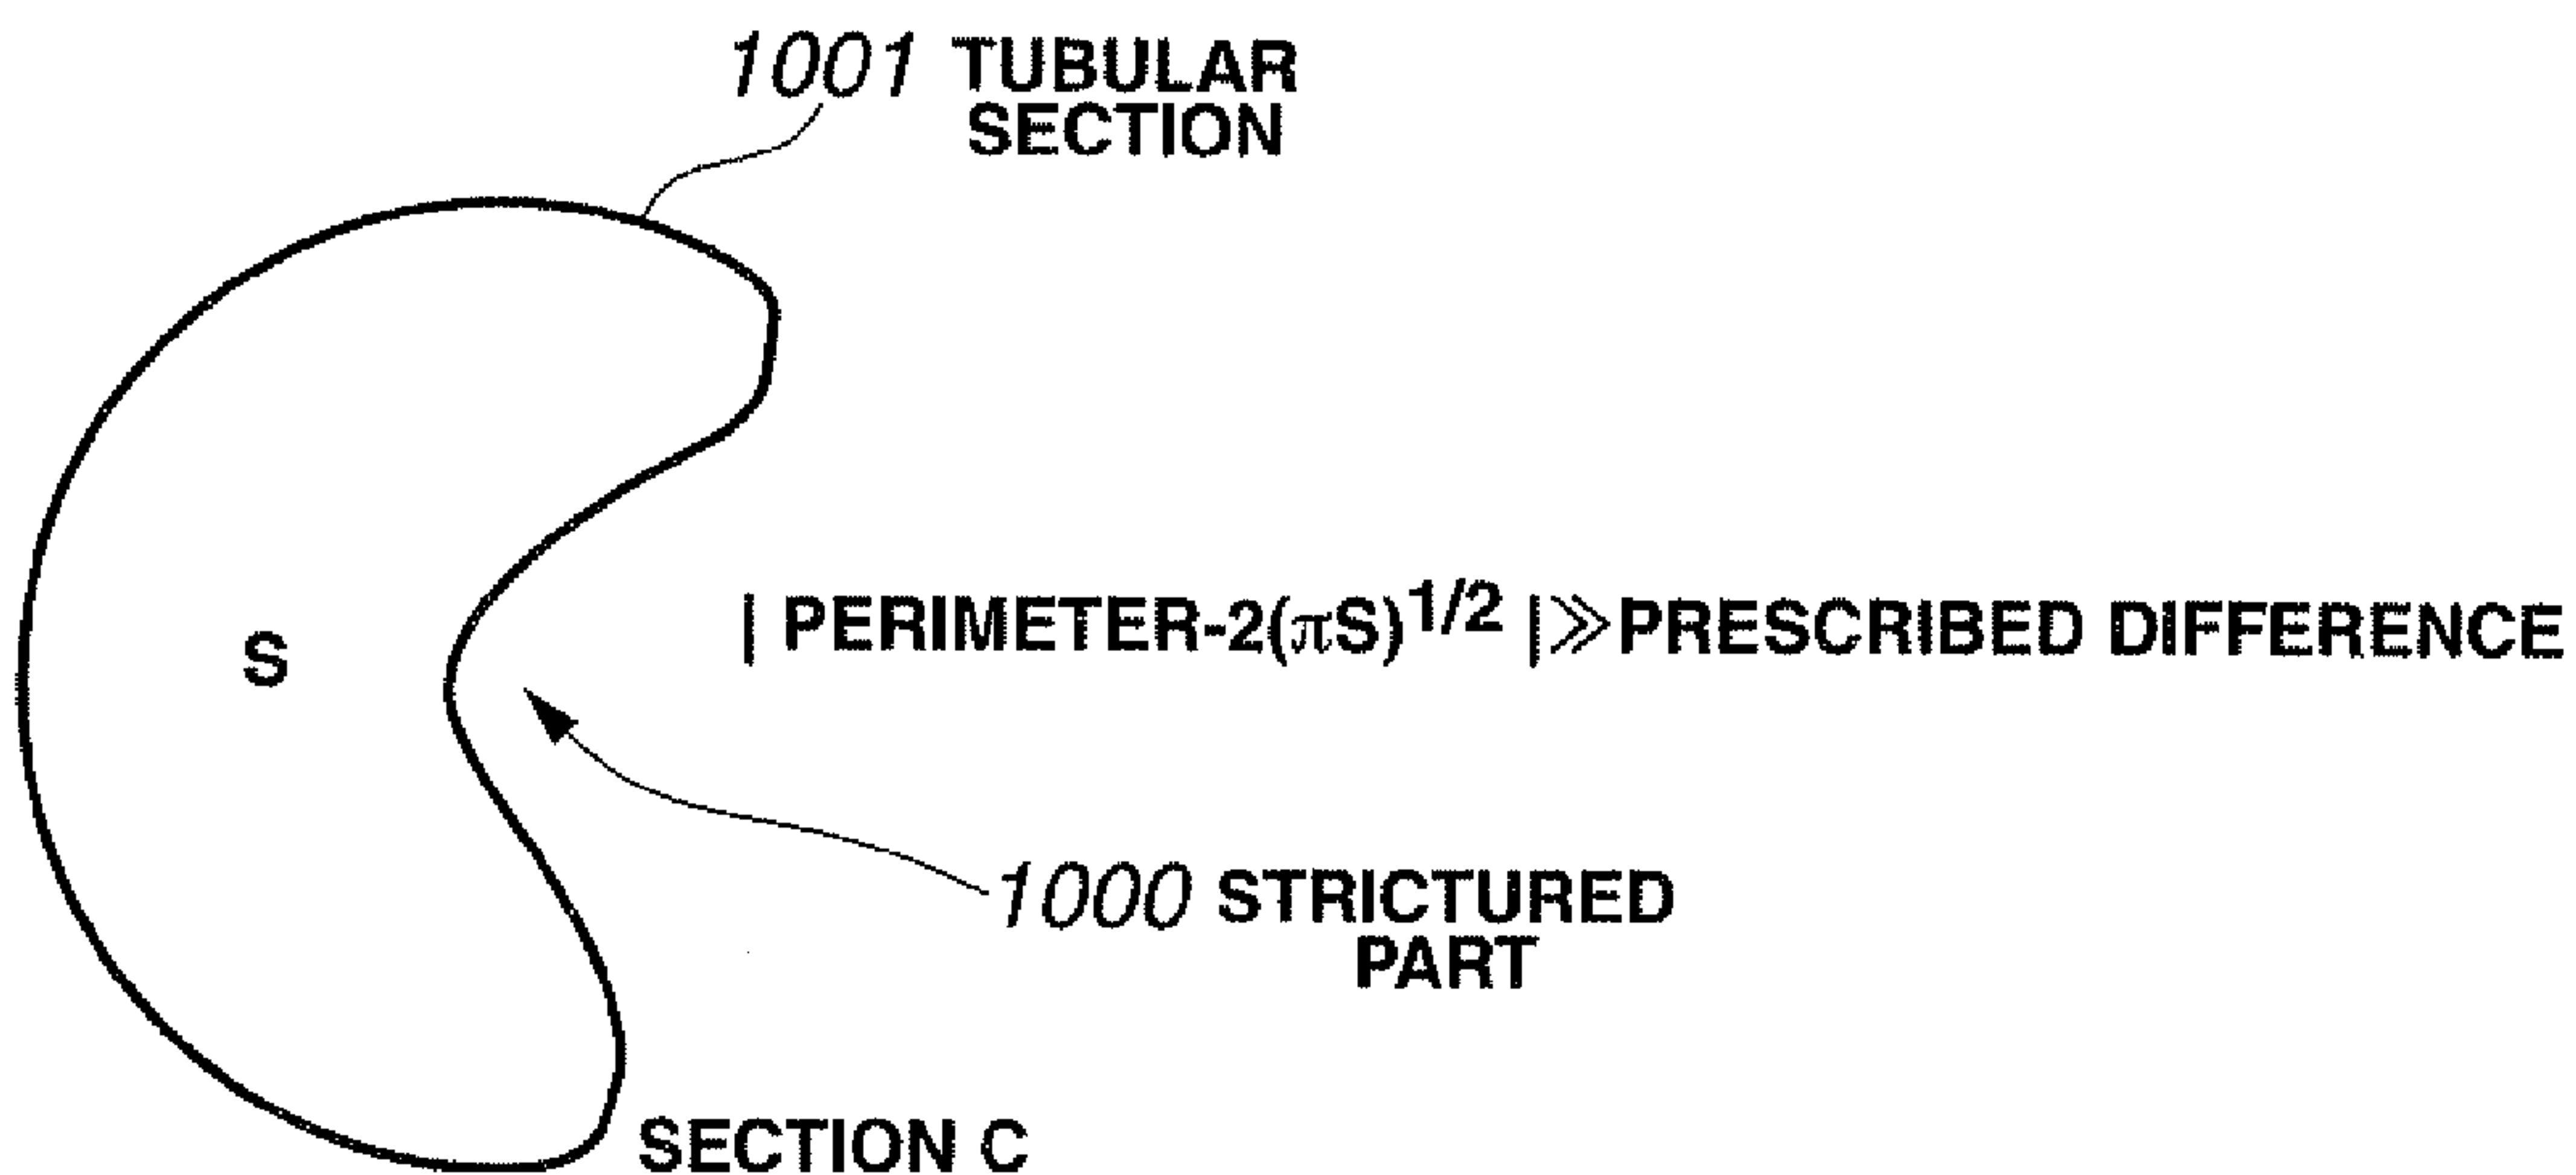 1001 TUBULAR
SECTION
S
| PERIMETER-2(πS)1/2 |≫PRESCRIBED DIFFERENCE
1000 STRICTURED
PART
SECTION C